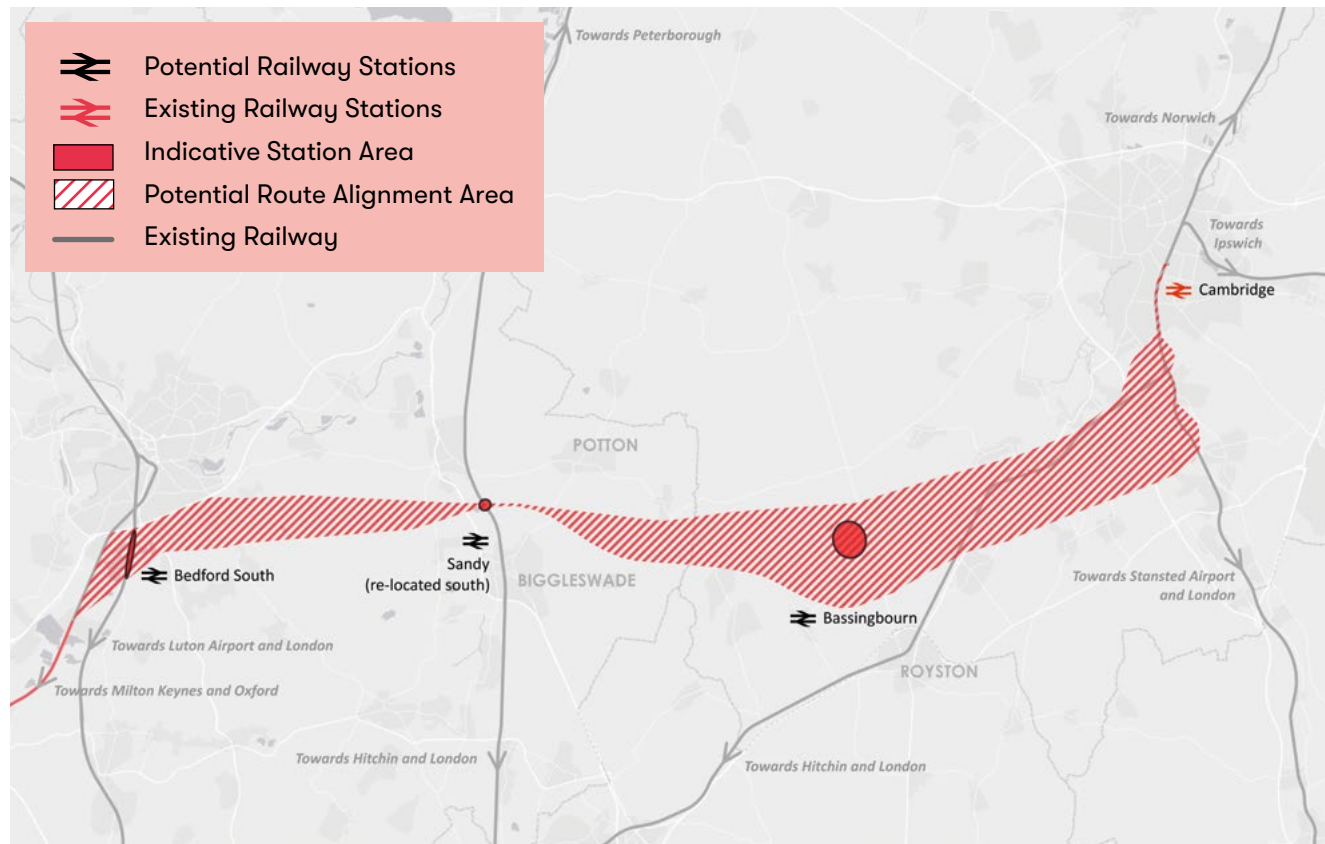 Potential Railway Stations
Existing Railway Stations
Indicative Station Area
Potential Route Alignment Area
Existing Railway
Towards Peterborough
Towards Norwich
Towards
Ipswich
Cambridge
POTTON
Sandy
(re-located south)
BIGGLESWADE
Bedford South
Towards Stansted Airport
and London
Bassingbourn
Towards Luton Airport and London
ROYSTON
Towards Milton Keynes and Oxford
Towards Hitchin and London
Towards Hitchin and London